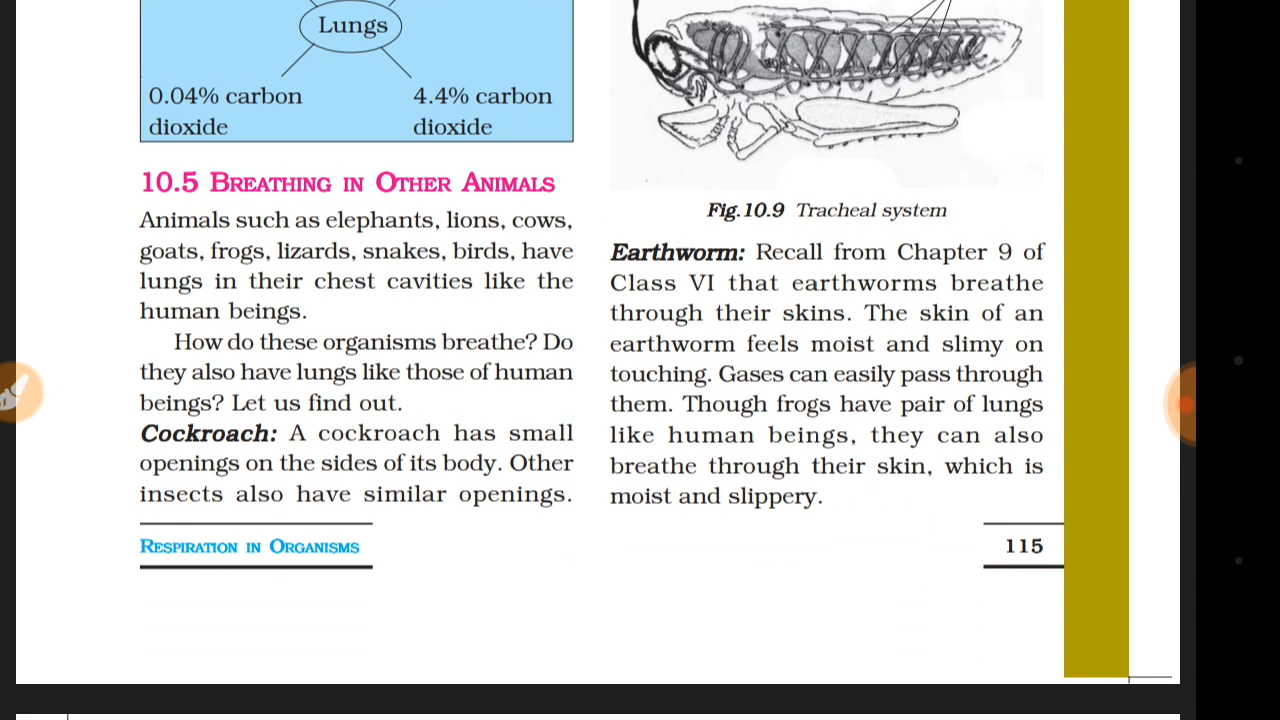 Lungs
0.04% carbon
dioxide
4.4% carbon
dioxide
10.5 BREATHING IN OTHER ANIMALS
Animals such as elephants, lions, cows,
goats, frogs, lizards, snakes, birds, have
lungs in their chest cavities like the
human beings.
How do these organisms breathe? Do
they also have lungs like those of human
beings? Let us find out.
Cockroach: A cockroach has small
openings on the sides of its body. Other
insects also have similar openings.
Fig.10.9 Tracheal system
Earthworm: Recall from Chapter 9 of
Class VI that earthworms breathe
through their skins. The skin of an
earthworm feels moist and slimy on
touching. Gases can easily pass through
them. Though frogs have pair of lungs
like human beings, they can also
breathe through their skin, which is
moist and slippery.
RESPIRATION IN ORGANISMS
115